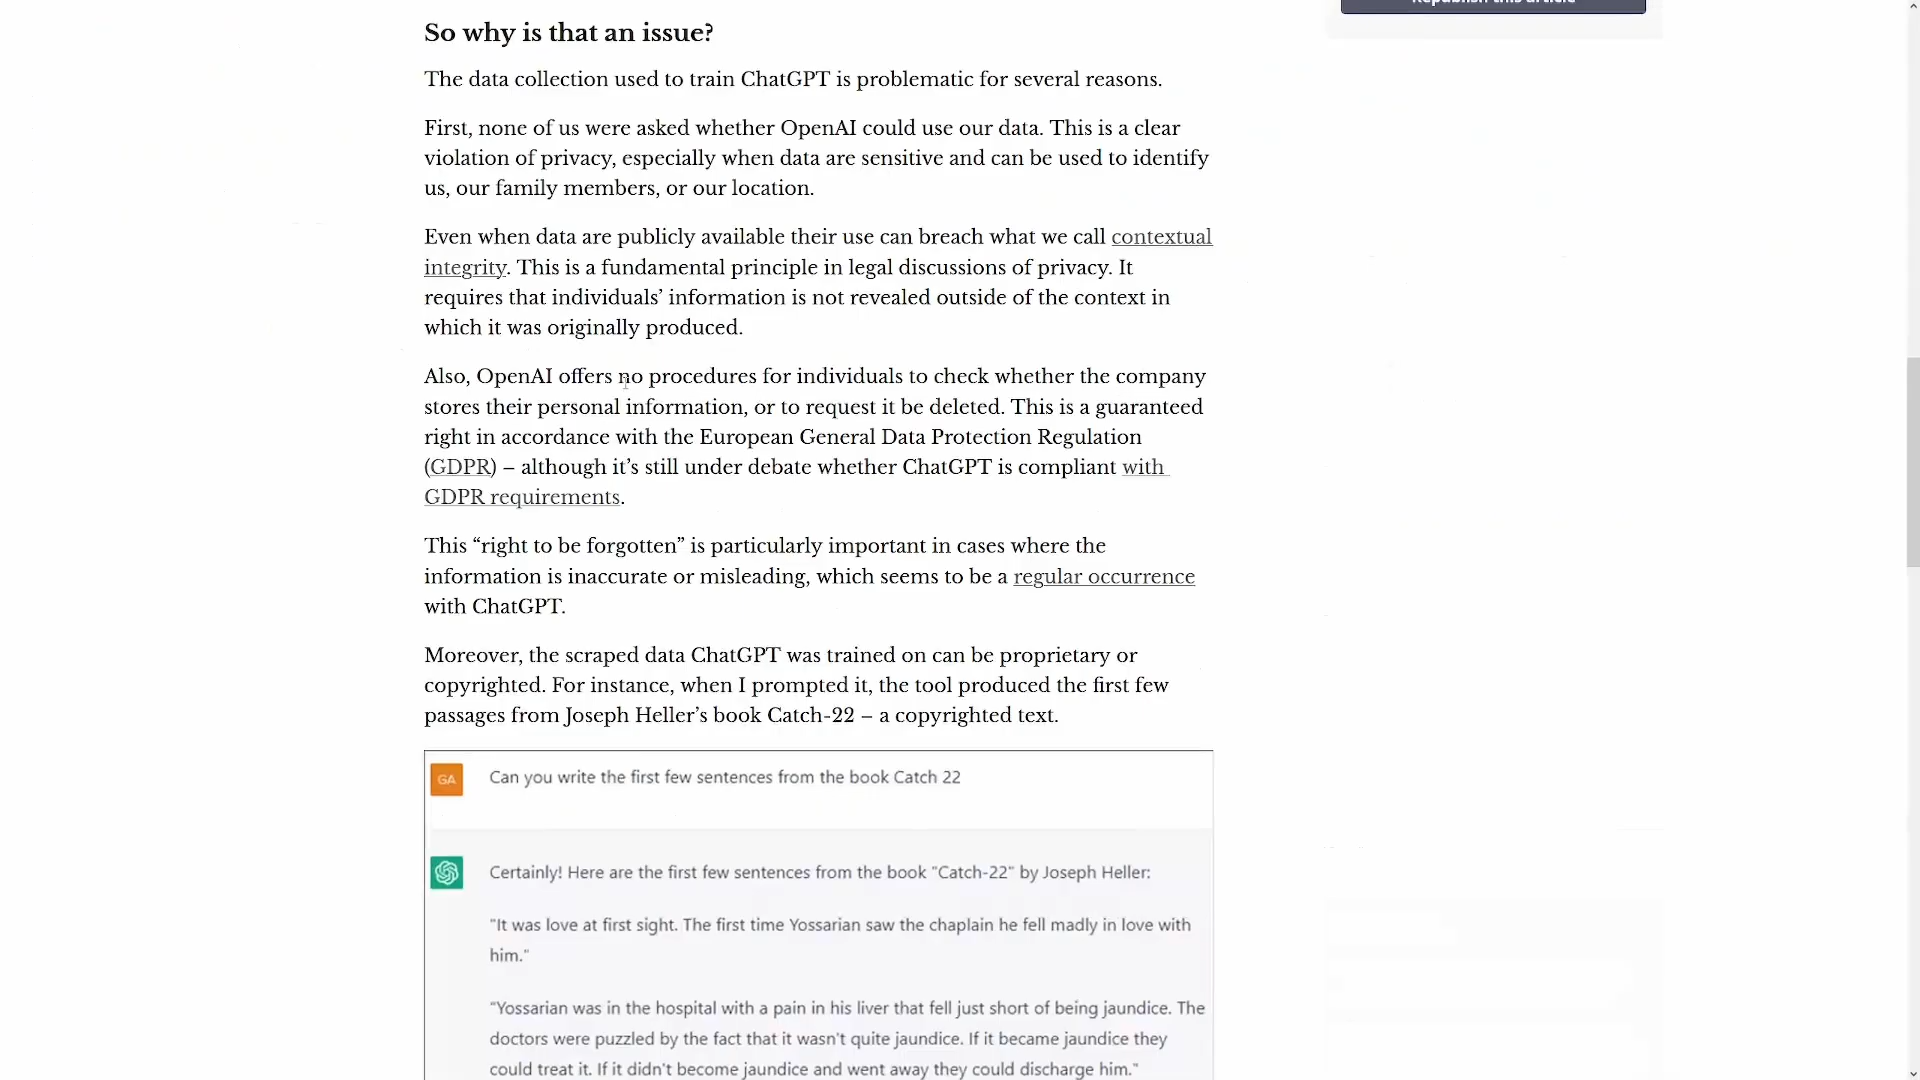 Republish this article
So why is that an issue?
The data collection used to train ChatGPT is problematic for several reasons.
First, none of us were asked whether OpenAI could use our data. This is a clear
violation of privacy, especially when data are sensitive and can be used to identify
us, our family members, or our location.
Even when data are publicly available their use can breach what we call contextual
integrity. This is a fundamental principle in legal discussions of privacy. It
requires that individuals’ information is not revealed outside of the context in
which it was originally produced.
Also, OpenAI offers no procedures for individuals to check whether the company
stores their personal information, or to request it be deleted. This is a guaranteed
right in accordance with the European General Data Protection Regulation
(GDPR) – although it’s still under debate whether ChatGPT is compliant with
GDPR requirements.
This “right to be forgotten” is particularly important in cases where the
information is inaccurate or misleading, which seems to be a regular occurrence
with ChatGPT.
Moreover, the scraped data ChatGPT was trained on can be proprietary or
copyrighted. For instance, when I prompted it, the tool produced the first few
passages from Joseph Heller’s book Catch-22 – a copyrighted text.
GA
Can you write the first few sentences from the book Catch 22
Certainly! Here are the first few sentences from the book "Catch-22" by Joseph Heller:
"It was love at first sight. The first time Yossarian saw the chaplain he fell madly in love with
him."
"Yossarian was in the hospital with a pain in his liver that fell just short of being jaundice. The
doctors were puzzled by the fact that it wasn't quite jaundice. If it became jaundice they
could treat it. If it didn't become jaundice and went away they could discharge him."